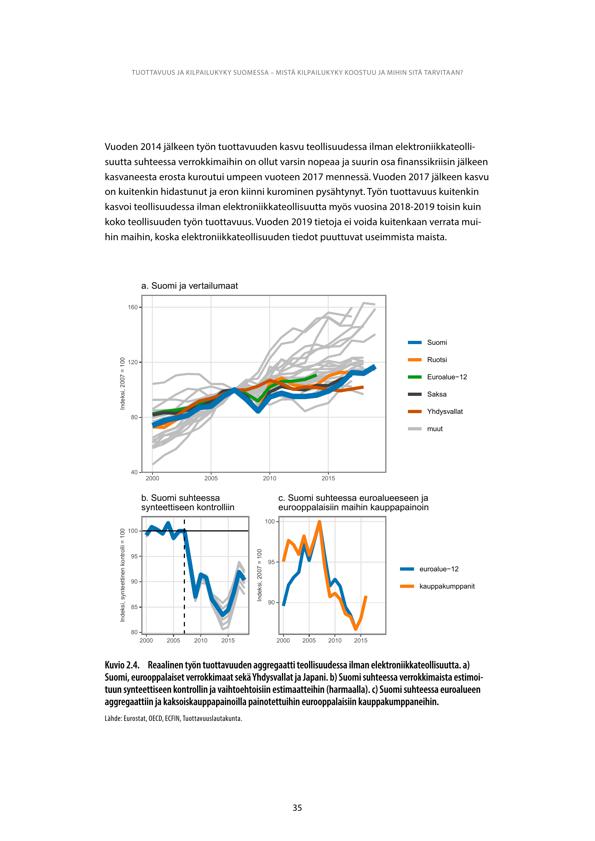 TUOTTAVUUS JA KILPAILUKYKY SUOMESSA – MISTÄ KILPAILUKYKY KOOSTUU JA MIHIN SITÄ TARVITAAN?
Vuoden 2014 jälkeen työn tuottavuuden kasvu teollisuudessa ilman elektroniikkateolli-
suutta suhteessa verrokkimaihin on ollut varsin nopeaa ja suurin osa finanssikriisin jälkeen
kasvaneesta erosta kuroutui umpeen vuoteen 2017 mennessä. Vuoden 2017 jälkeen kasvu
on kuitenkin hidastunut ja eron kiinni kurominen pysähtynyt. Työn tuottavuus kuitenkin
kasvoi teollisuudessa ilman elektroniikkateollisuutta myös vuosina 2018-2019 toisin kuin
koko teollisuuden työn tuottavuus. Vuoden 2019 tietoja ei voida kuitenkaan verrata mui-
hin maihin, koska elektroniikkateollisuuden tiedot puuttuvat useimmista maista.
a. Suomi ja vertailumaat
Indeksi, 2007 = 100
160
120
80
40
2000 2005 2010 2015
Suomi
Ruotsi
Euroalue−12
Saksa
Yhdysvallat
muut
b. Suomi suhteessa
synteettiseen kontrolliin
Indeksi, synteetinen kontrolli = 100
100
95
90
85
80
2000 2005 2010 2015
c. Suomi suhteessa euroalueeseen ja
eurooppalaisiin maihin kauppapainoin
Indeksi, 2007 = 100
100
95
90
2000 2005 2010 2015
euroalue−12
kauppakumppanit
Kuvio 2.4. Reaalinen työn tuottavuuden aggregaatti teollisuudessa ilman elektroniikkateollisuutta. a)
Suomi, eurooppalaiset verrokkimaat sekä Yhdysvallat ja Japani. b) Suomi suhteessa verrokkimaista estimoi-
tuun synteettiseen kontrollin ja vaihtoehtoisiin estimaatteihin (harmaalla). c) Suomi suhteessa euroalueen
aggregaattiin ja kaksoiskauppapainoilla painotettuihin eurooppalaisiin kauppakumppaneihin.
Lähde: Eurostat, OECD, ECFIN, Tuottavuuslautakunta.
35